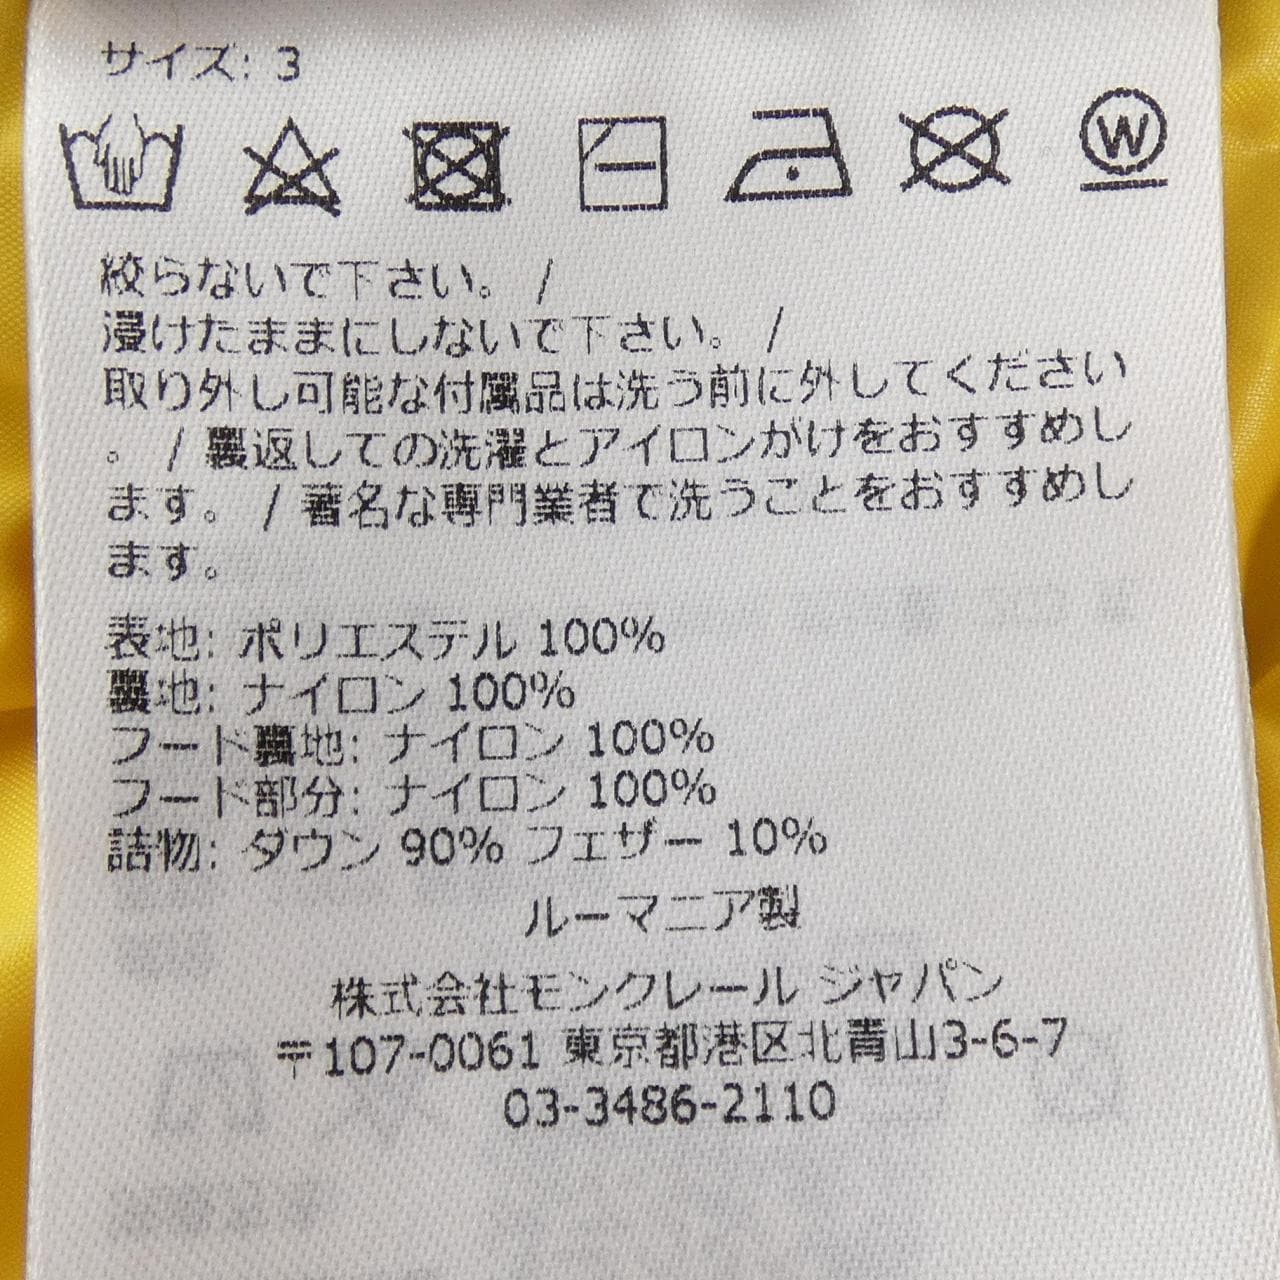 サイズ: 3
W
絞らないで下さい。 /
浸けたままにしないで下さい。 /
取り外し可能な付属品は洗う前に外してください
。 / 裏返しての洗濯とアイロンがけをおすすめし
ます。 / 著名な専門業者で洗うことをおすすめし
ます。
表地: ポリエステル 100%
裏地: ナイロン 100%
フード裏地: ナイロン 100%
フード部分: ナイロン 100%
詰物: ダウン 90% フェザー 10%
ルーマニア製
株式会社モンクレール ジャパン
〒107-0061 東京都港区北青山3-6-7
03-3486-2110